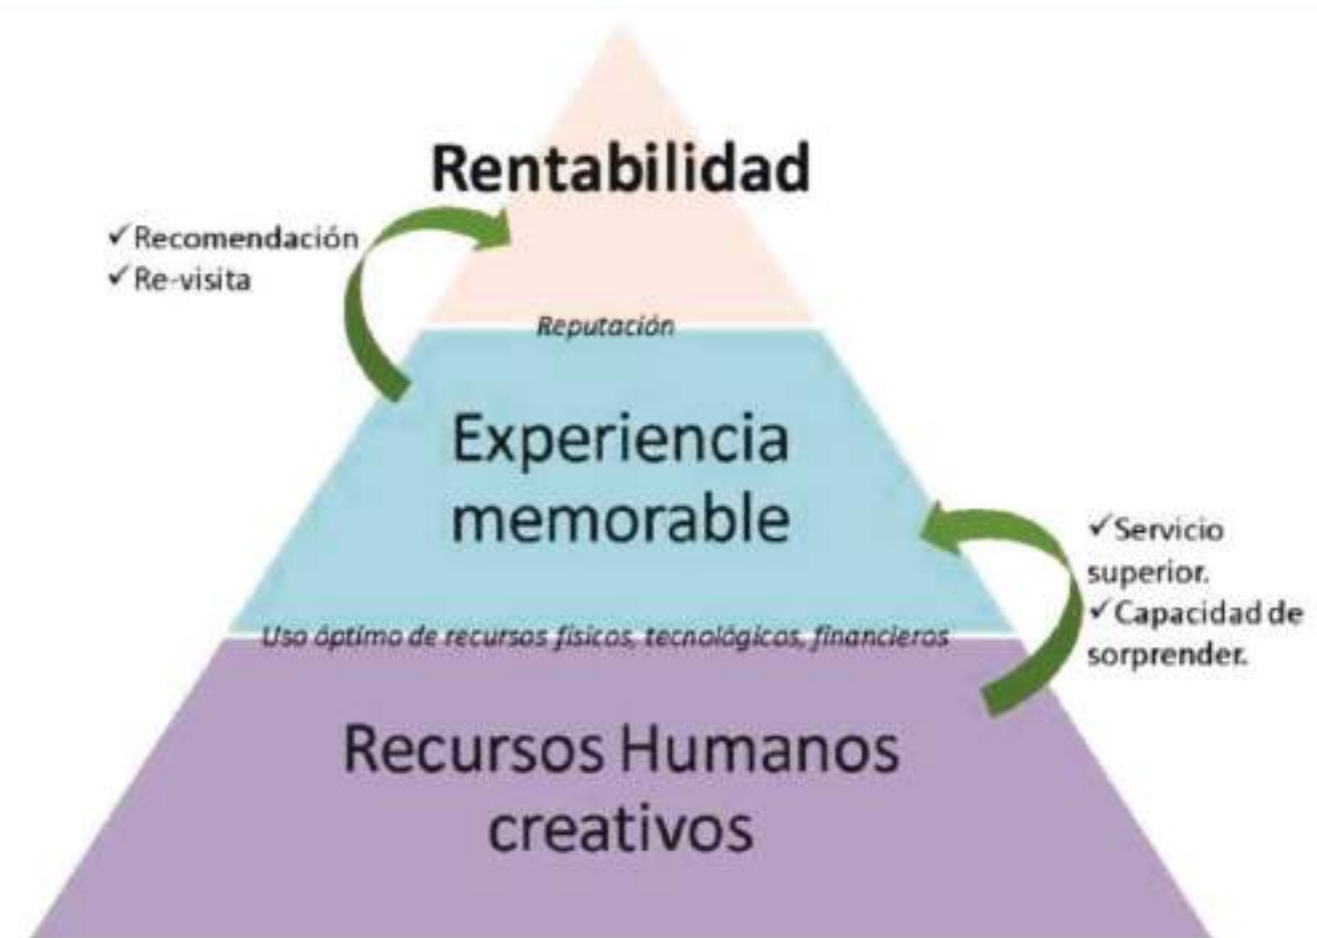 Rentabilidad
✓Recomendación
✓Re-visita
Reputación
Experiencia
memorable
✓Servicio
superior.
✓Capacidad de
sorprender.
Uso óptimo de recursos físicos, tecnológicos, financieros
Recursos Humanos
creativos